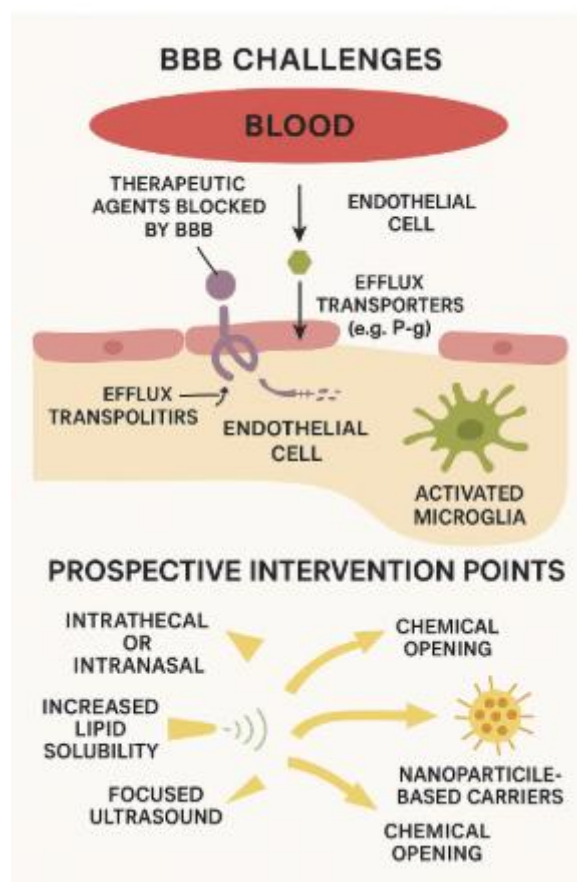 BBB CHALLENGES
BLOOD
THERAPEUTIC
AGENTS BLOCKED
BY BBB
ENDOTHELIAL
CELL
EFFLUX
TRANSPORTERS
(e.g. P-g)
EFFLUX
TRANSPOLITIRS
ENDOTHELIAL
CELL
ACTIVATED
MICROGLIA
PROSPECTIVE INTERVENTION POINTS
INTRATHECAL
OR
INTRANASAL
CHEMICAL
OPENING
INCREASED
LIPID
SOLUBILITY
NANOPARTICILE-
BASED CARRIERS
FOCUSED
ULTRASOUND
CHEMICAL
OPENING